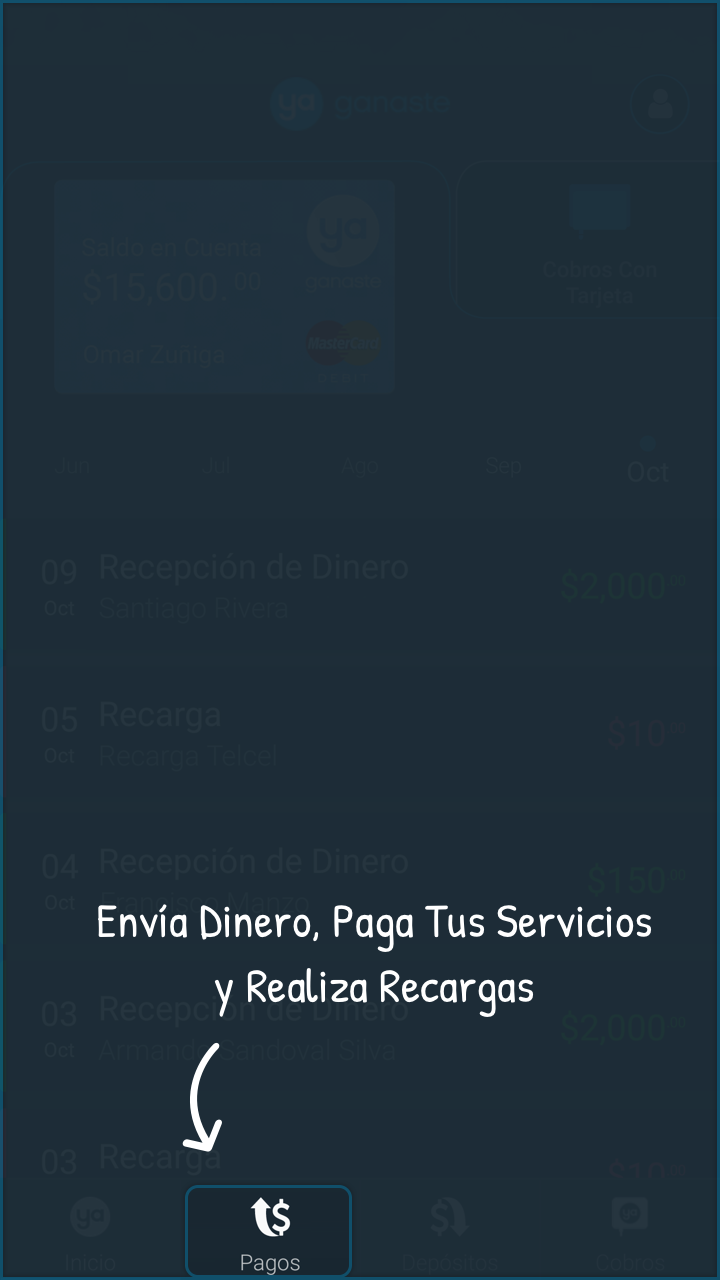 ya ganaste
Saldo en Cuenta
$15,600.00
Omar Zuñiga
ya
ganaste
MasterCard
Cobros Con
Tarjeta
Jun Jul Ago Sep Oct
09 Recepción de Dinero $2,000.00
Oct Santiago Rivera
05 Recarga $10.00
Oct Recarga Telcel
04 Recepción de Dinero $150.00
Oct Francisco Manzo
Envía Dinero, Paga Tus Servicios
y Realiza Recargas
03 Recepción de Dinero $2,000.00
Oct Armando Sandoval Silva
03 Recarga $10
ya
Inicio Pagos Depósitos Cobros